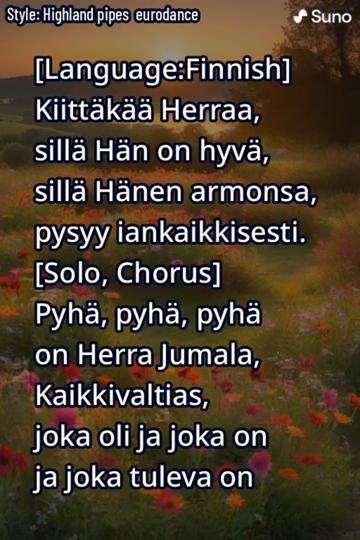 Style: Highland pipes eurodance
Suno
[Language:Finnish]
Kiittäkää Herraa,
sillä Hän on hyvä,
sillä Hänen armonsa,
pysyy iankaikkisesti.
[Solo, Chorus]
Pyhä, pyhä, pyhä
on Herra Jumala,
Kaikkivaltias,
joka oli ja joka on
ja joka tuleva on